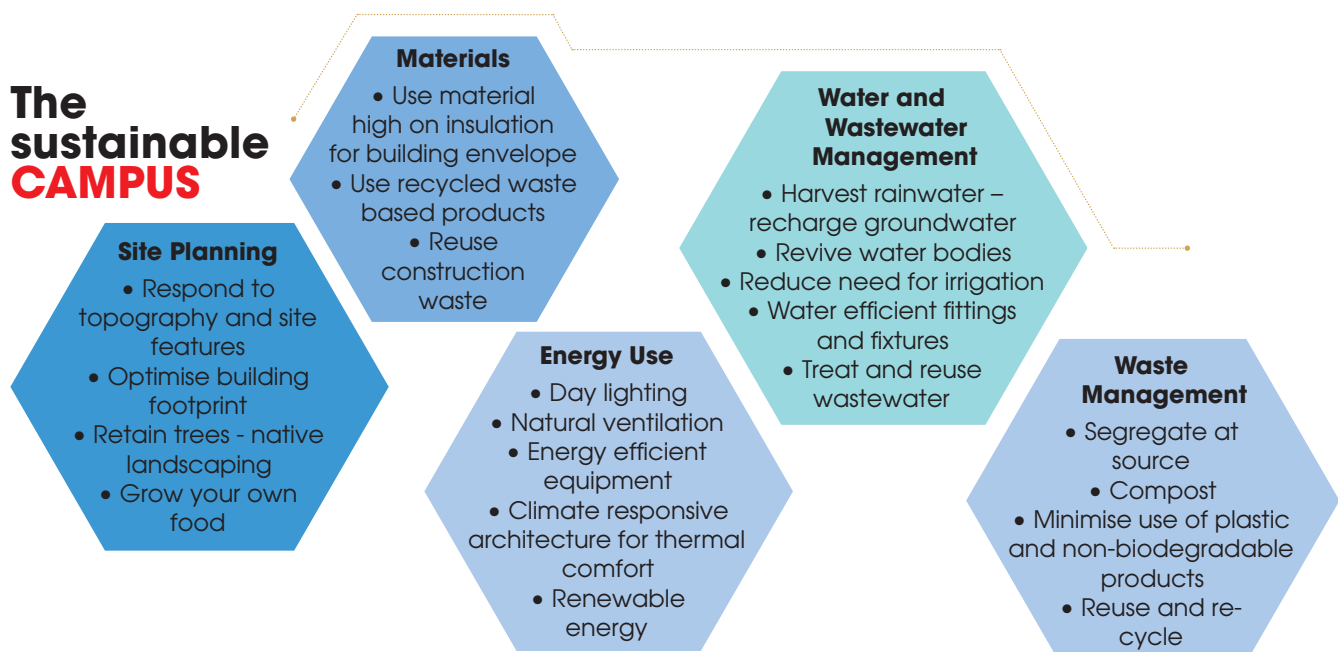 The
sustainable
CAMPUS
Materials
• Use material
high on insulation
for building envelope
• Use recycled waste
based products
• Reuse
construction
waste
Site Planning
• Respond to
topography and site
features
• Optimise building
footprint
• Retain trees - native
landscaping
• Grow your own
food
Energy Use
• Day lighting
• Natural ventilation
• Energy efficient
equipment
• Climate responsive
architecture for thermal
comfort
• Renewable
energy
Water and
Wastewater
Management
• Harvest rainwater –
recharge groundwater
• Revive water bodies
• Reduce need for irrigation
• Water efficient fittings
and fixtures
• Treat and reuse
wastewater
Waste
Management
• Segregate at
source
• Compost
• Minimise use of plastic
and non-biodegradable
products
• Reuse and re-
cycle